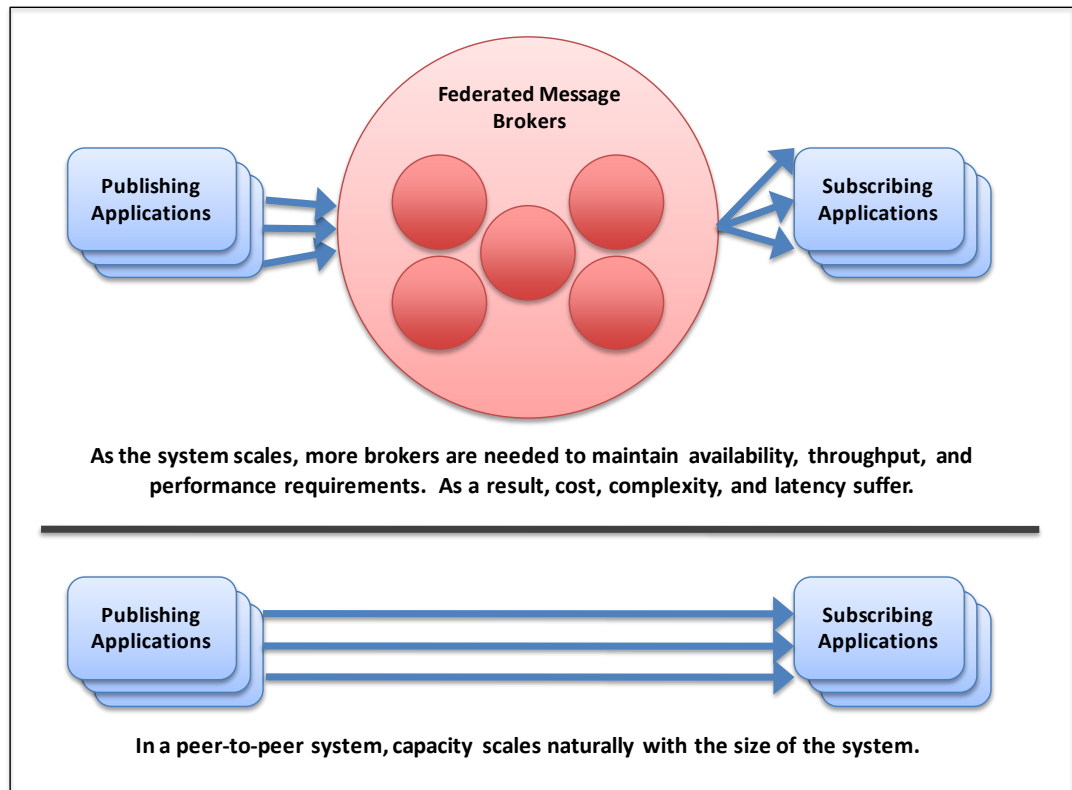 Federated Message
Brokers
Publishing
Applications
Subscribing
Applications
As the system scales, more brokers are needed to maintain availability, throughput, and
performance requirements.  As a result, cost, complexity, and latency suffer.
Publishing
Applications
Subscribing
Applications
In a peer-to-peer system, capacity scales naturally with the size of the system.